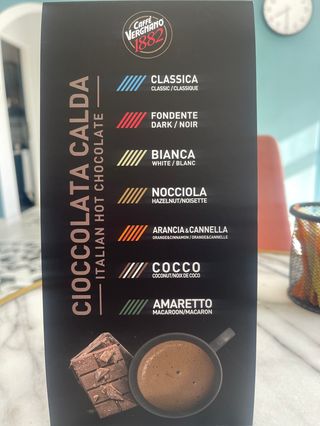 Caffè
VERGNANO
1882
CIOCCOLATA CALDA
ITALIAN HOT CHOCOLATE
CLASSICA
CLASSIC / CLASSIQUE
FONDENTE
DARK / NOIR
BIANCA
WHITE / BLANC
NOCCIOLA
HAZELNUT/NOISETTE
ARANCIA&CANNELLA
ORANGE&CINNAMON / ORANGE&CANNELLE
COCCO
COCONUT/NOIX DE COCO
AMARETTO
MACAROON/MACARON